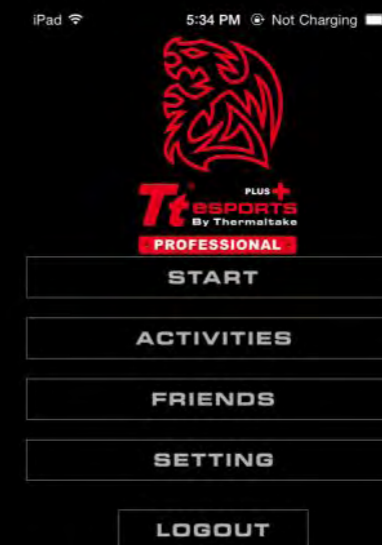 iPad 5:34 PM Not Charging
PLUS
Tt eSPORTS
By Thermaltake
PROFESSIONAL
START
ACTIVITIES
FRIENDS
SETTING
LOGOUT